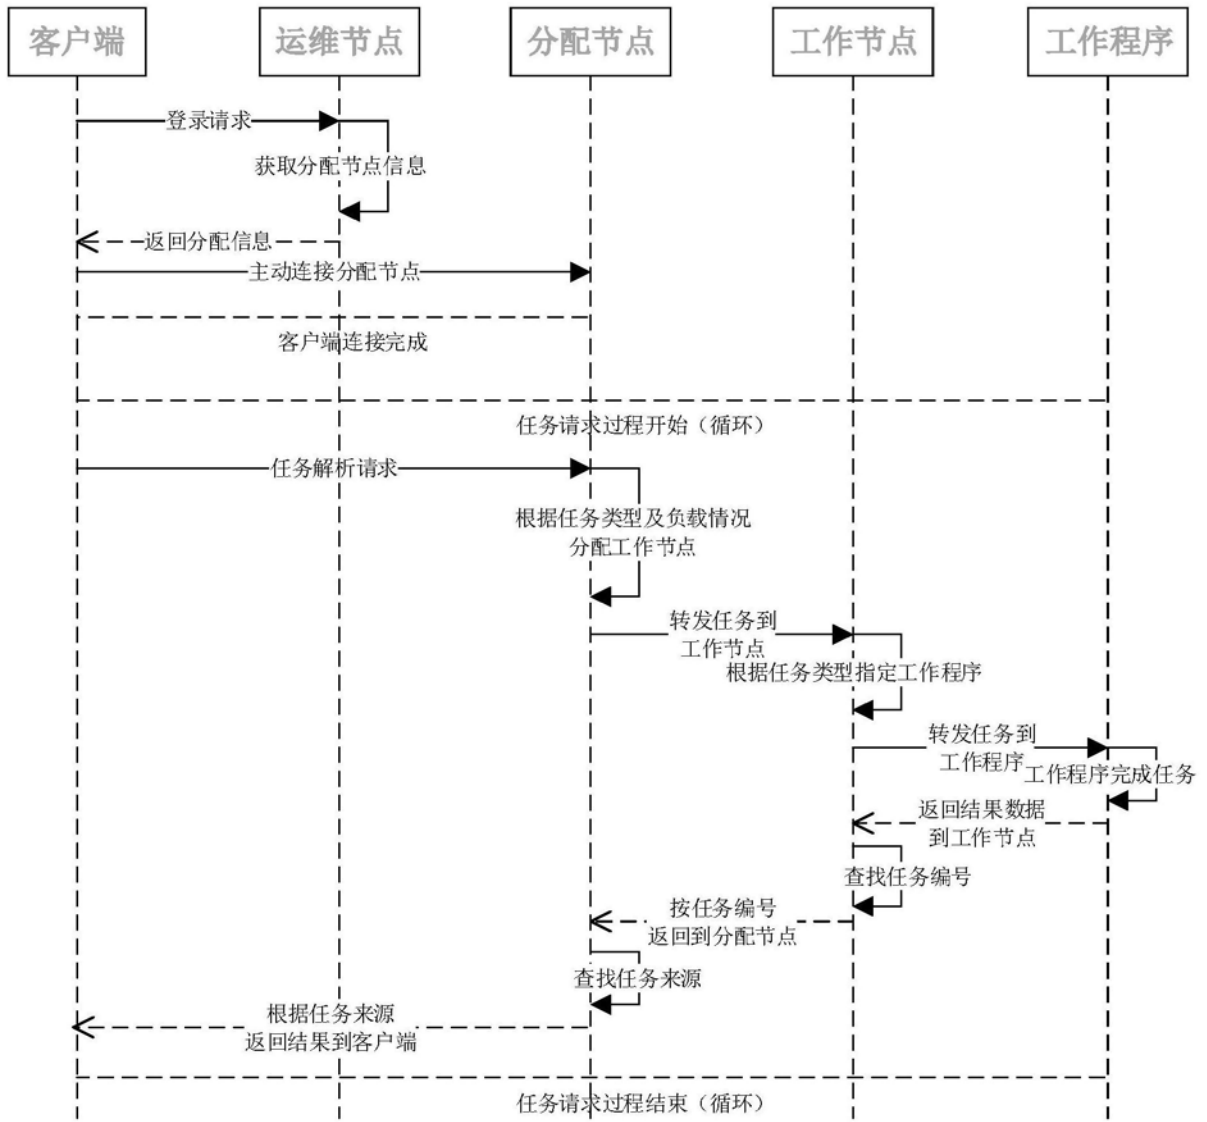 客户端
运维节点
分配节点
工作节点
工作程序
登录请求
获取分配节点信息
返回分配信息
主动连接分配节点
客户端连接完成
任务请求过程开始（循环）
任务解析请求
根据任务类型及负载情况
分配工作节点
转发任务到
工作节点
根据任务类型指定工作程序
转发任务到
工作程序
工作程序完成任务
返回结果数据
到工作节点
查找任务编号
按任务编号
返回到分配节点
查找任务来源
根据任务来源
返回结果到客户端
任务请求过程结束（循环）